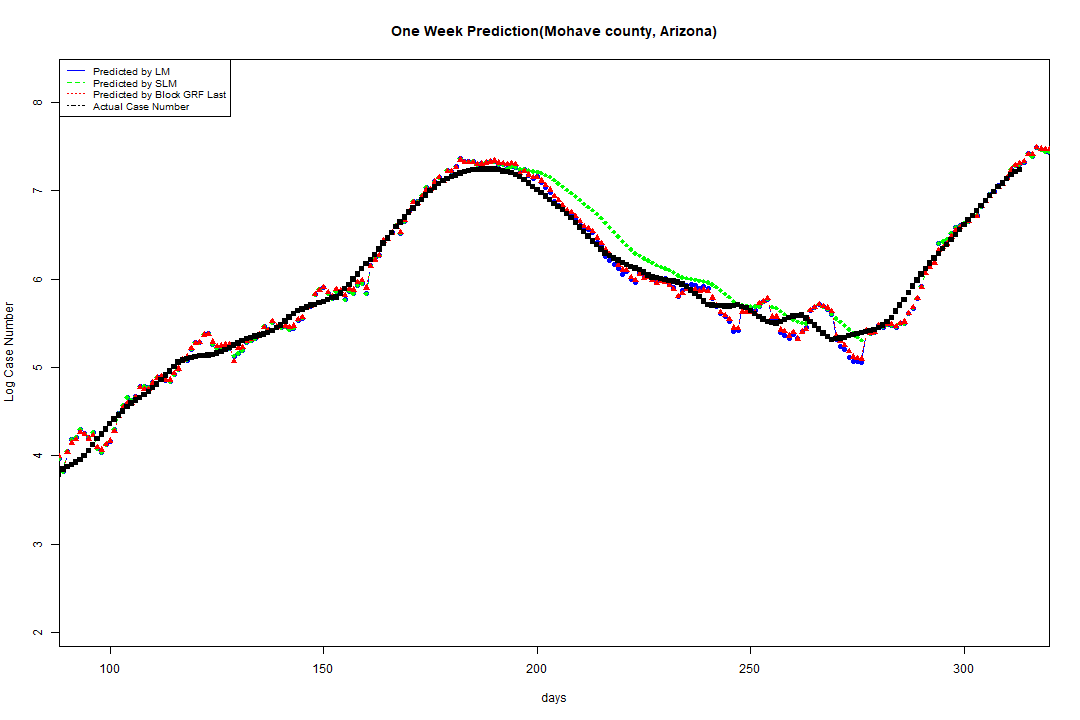 One Week Prediction(Mohave county, Arizona)
Predicted by LM
Predicted by SLM
Predicted by Block GRF Last
Actual Case Number
8
7
6
5
4
3
2
Log Case Number
100 150 200 250 300
days